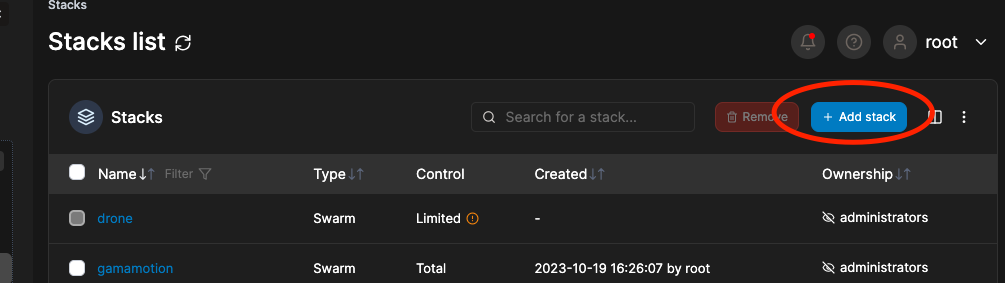 Stacks
Stacks list
root
Stacks
Search for a stack...
Remove
+ Add stack
Name Filter Type Control Created Ownership
drone Swarm Limited - administrators
gamamotion Swarm Total 2023-10-19 16:26:07 by root administrators